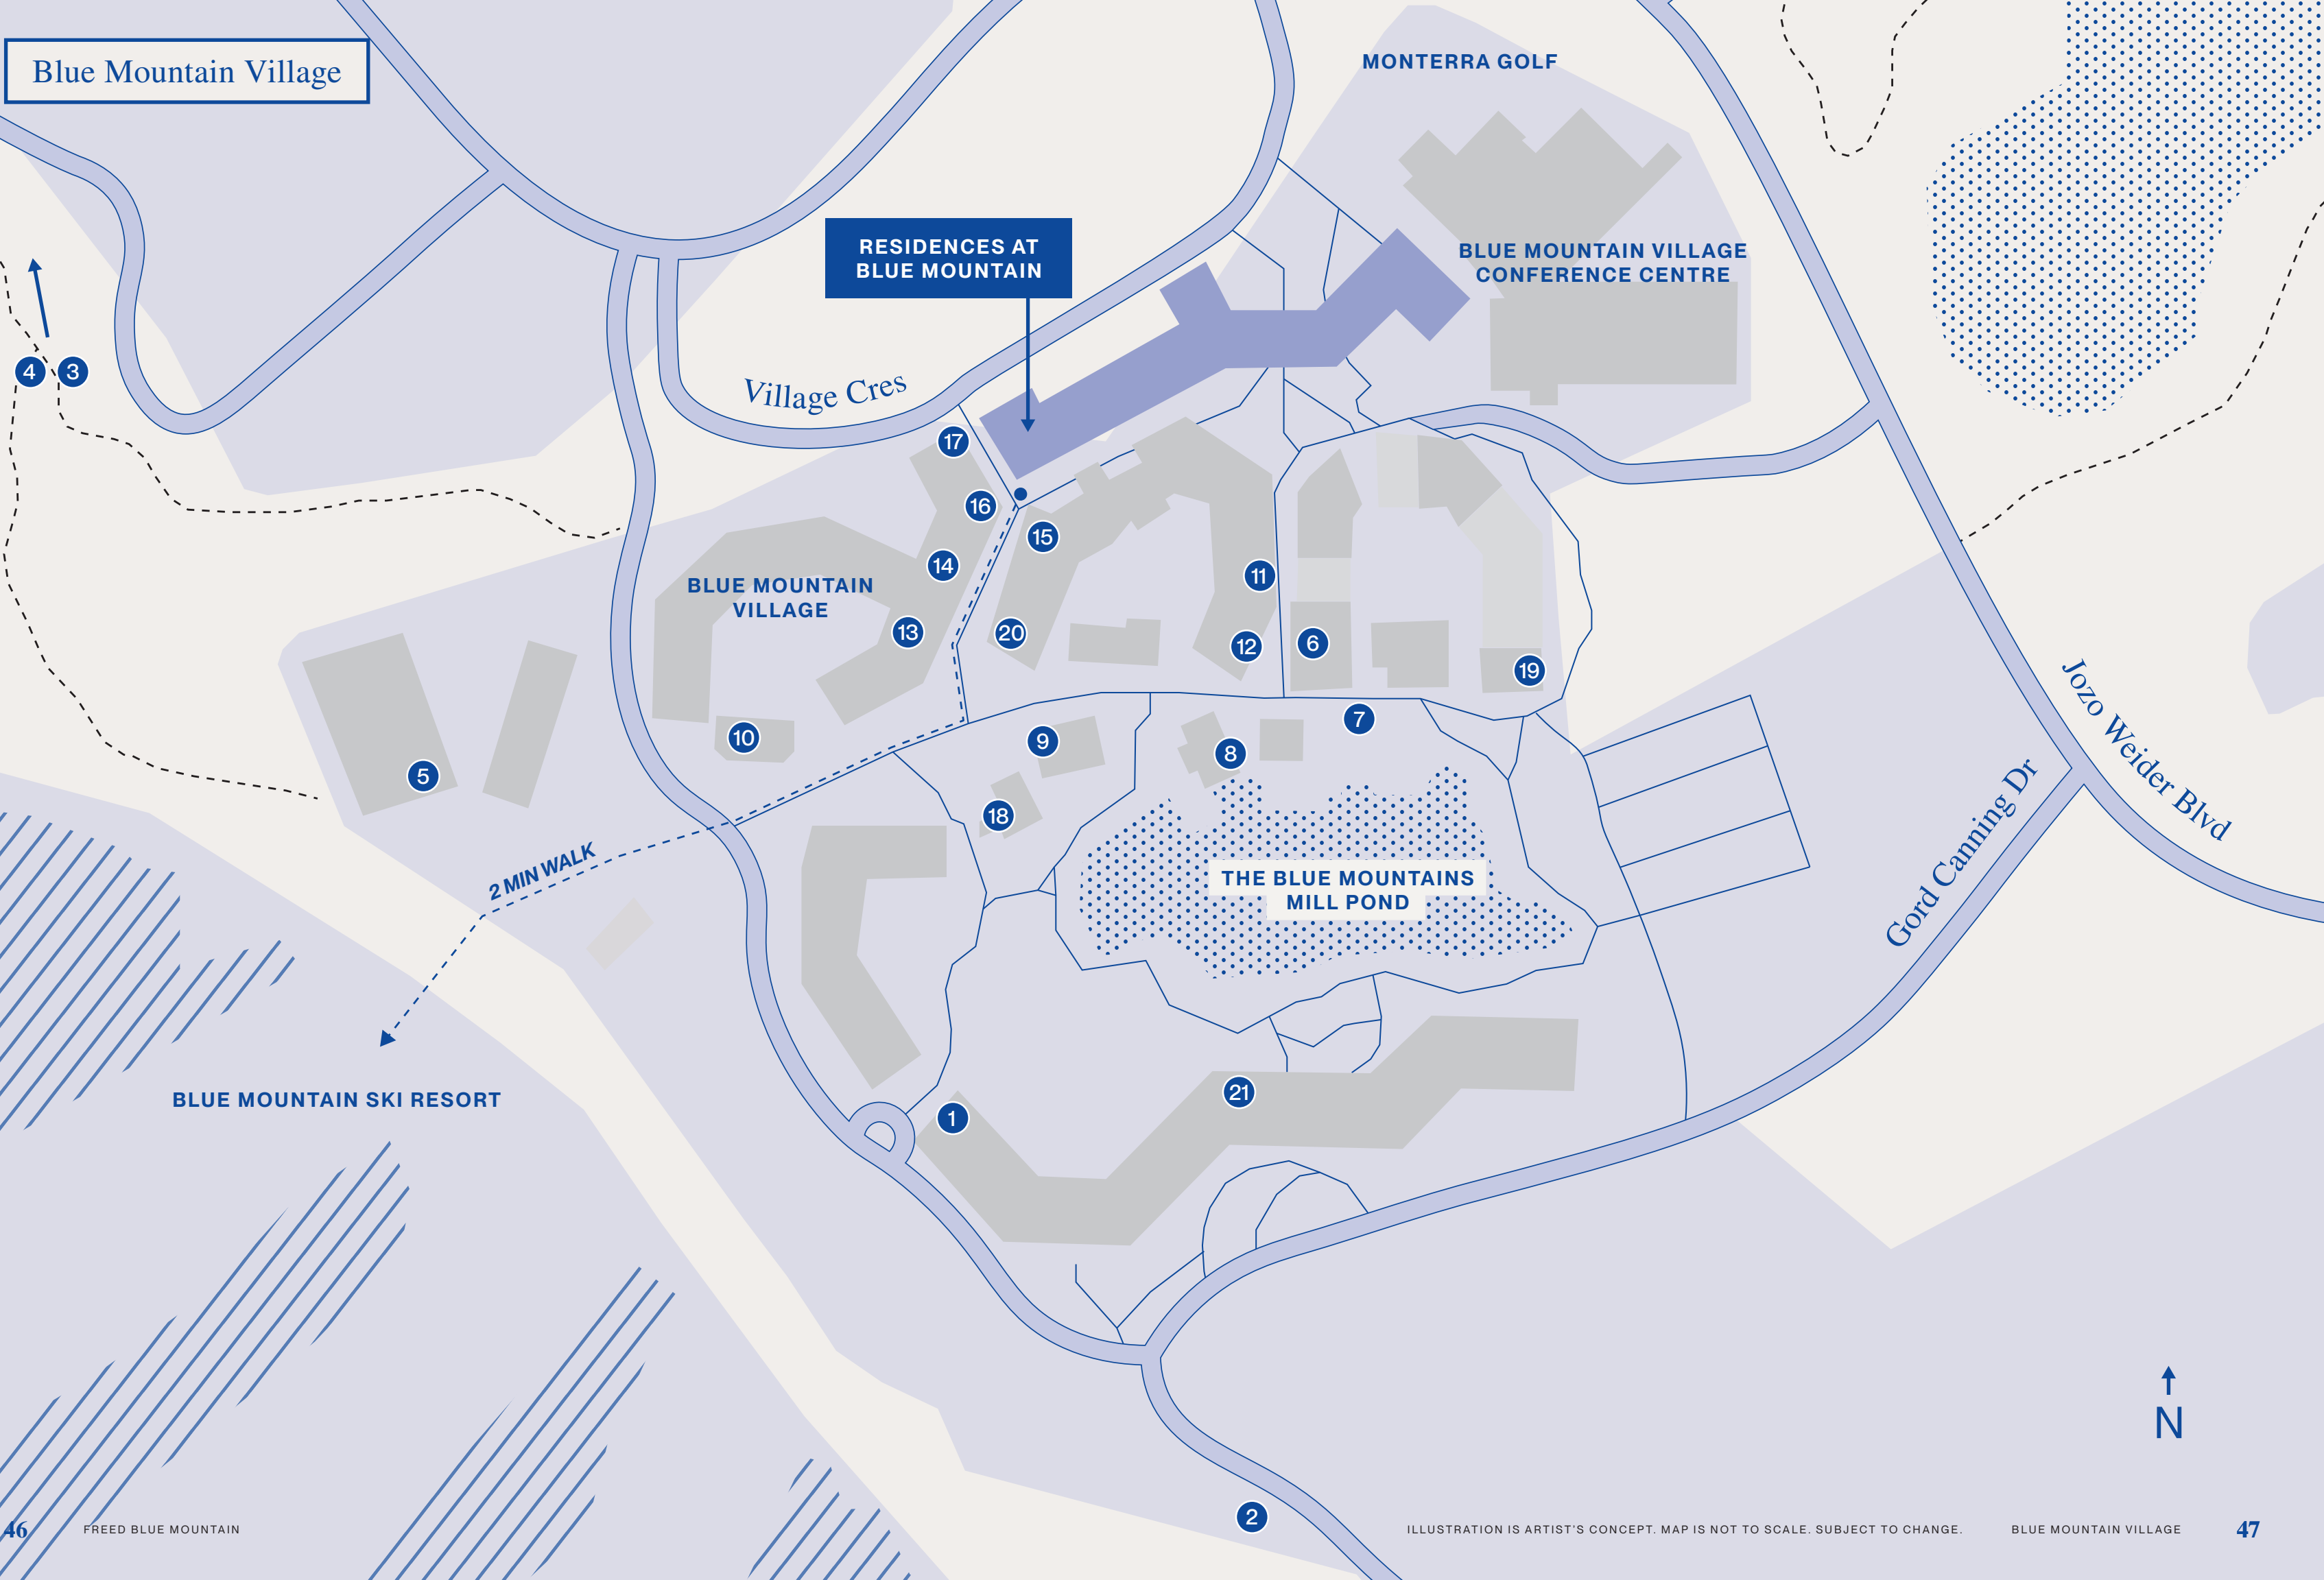 Blue Mountain Village
MONTERRA GOLF
RESIDENCES AT
BLUE MOUNTAIN
BLUE MOUNTAIN VILLAGE
CONFERENCE CENTRE
4
3
Village Cres
17
16
15
14
BLUE MOUNTAIN
VILLAGE
11
13
20
12
6
19
7
10
9
8
5
18
Jozo Weider Blvd
Gord Canning Dr
2 MIN WALK
THE BLUE MOUNTAINS
MILL POND
BLUE MOUNTAIN SKI RESORT
21
1
N
2
46
FREED BLUE MOUNTAIN
ILLUSTRATION IS ARTIST'S CONCEPT. MAP IS NOT TO SCALE. SUBJECT TO CHANGE.
BLUE MOUNTAIN VILLAGE
47